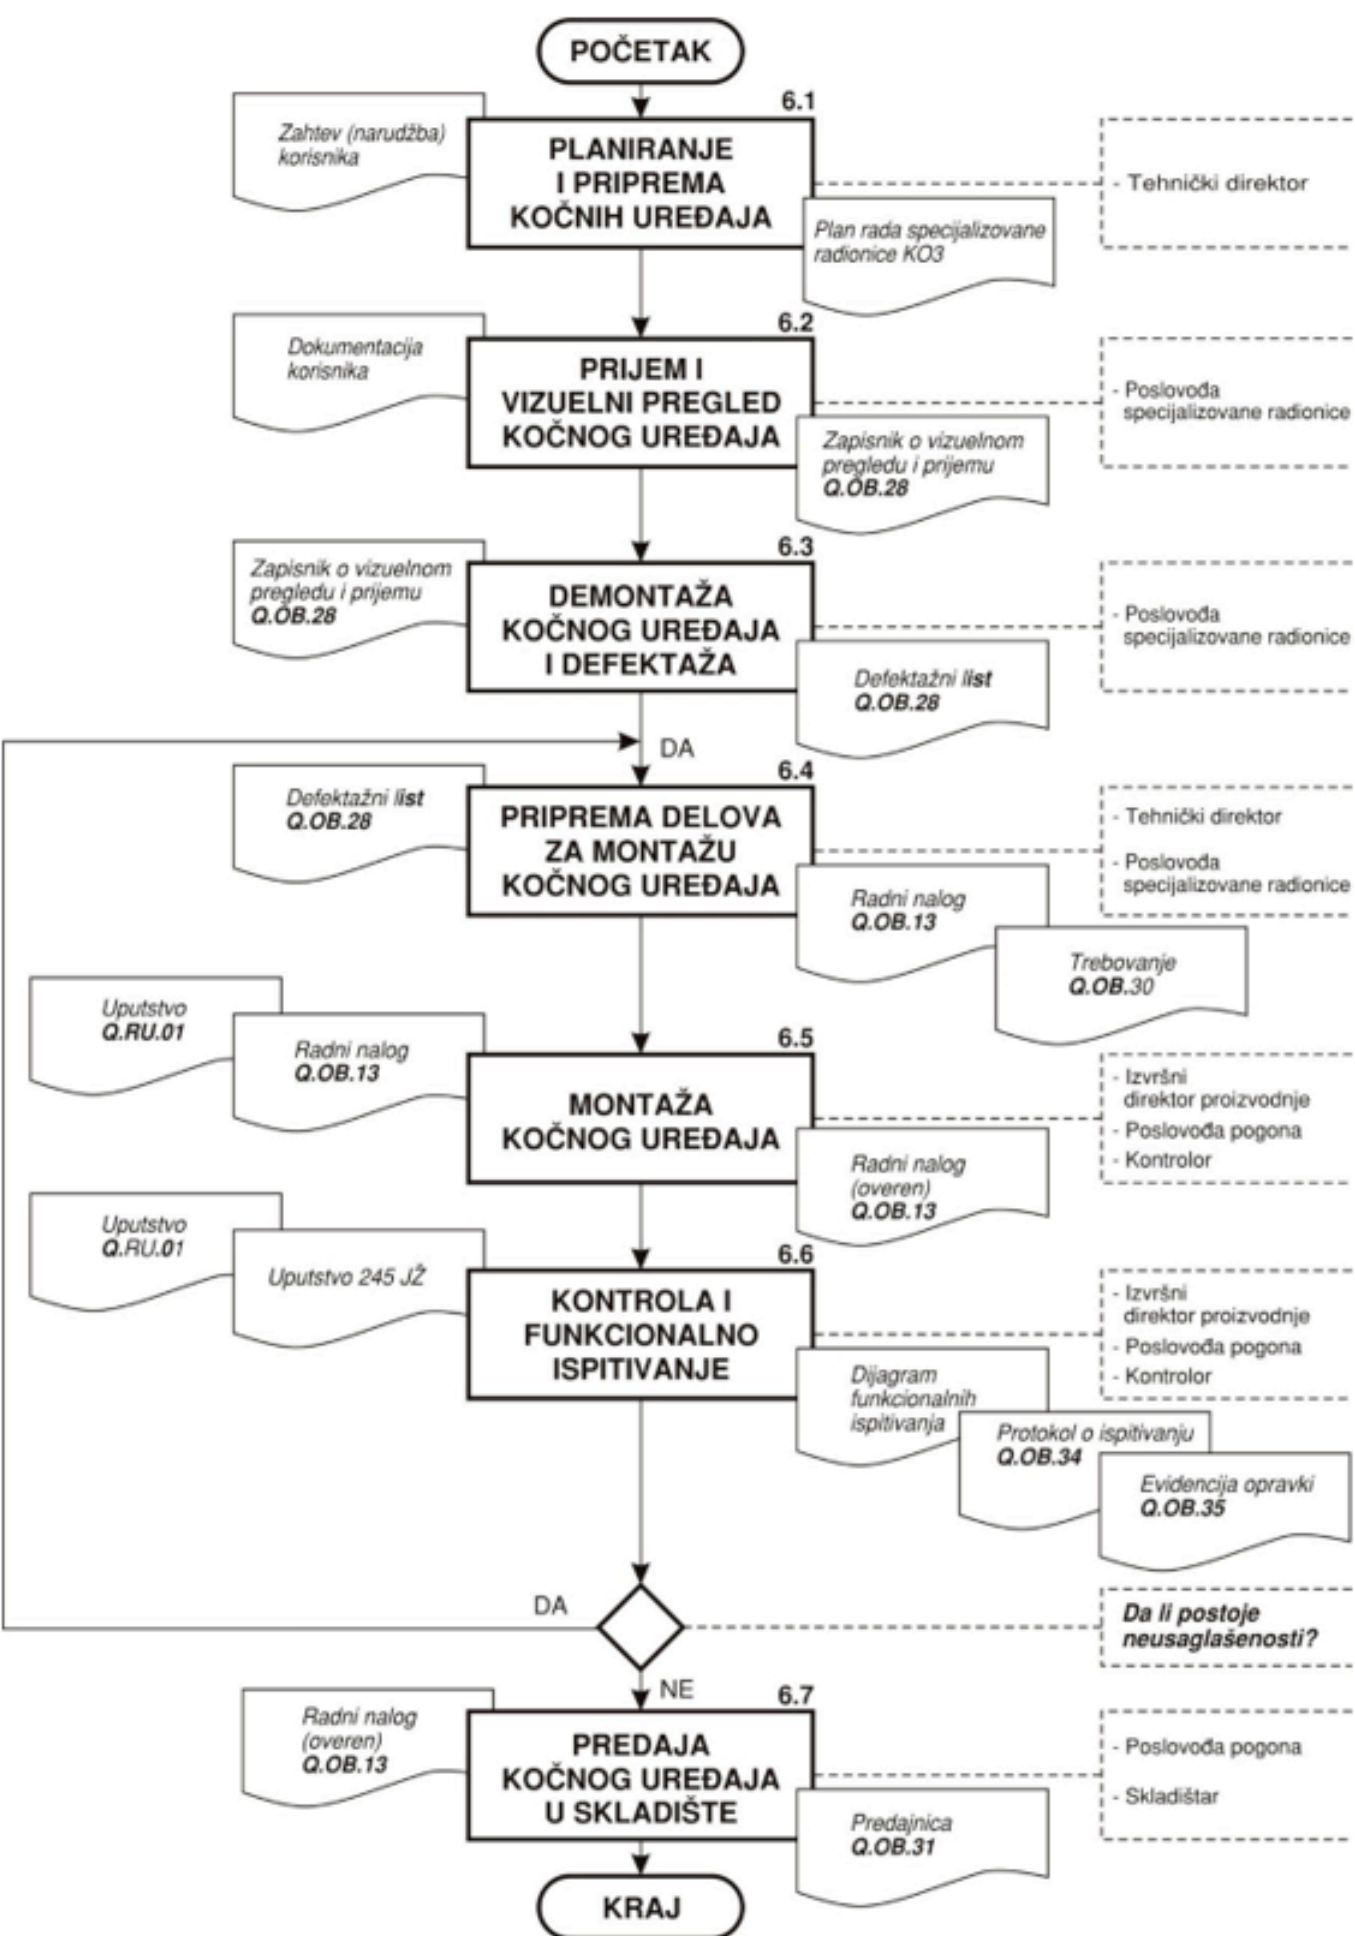 POČETAK
6.1
Zahtev (narudžba)
korisnika
PLANIRANJE
I PRIPREMA
KOČNIH UREĐAJA
- Tehnički direktor
Plan rada specijalizovane
radionice KO3
6.2
Dokumentacija
korisnika
PRIJEM I
VIZUELNI PREGLED
KOČNOG UREĐAJA
- Poslovođa
specijalizovane radionice
Zapisnik o vizuelnom
pregledu i prijemu
Q.OB.28
6.3
Zapisnik o vizuelnom
pregledu i prijemu
Q.OB.28
DEMONTAŽA
KOČNOG UREĐAJA
I DEFEKTAŽA
- Poslovođa
specijalizovane radionice
Defektažni list
Q.OB.28
DA
6.4
Defektažni list
Q.OB.28
PRIPREMA DELOVA
ZA MONTAŽU
KOČNOG UREĐAJA
- Tehnički direktor
- Poslovođa
specijalizovane radionice
Radni nalog
Q.OB.13
Trebovanje
Q.OB.30
6.5
Uputstvo
Q.RU.01
Radni nalog
Q.OB.13
MONTAŽA
KOČNOG UREĐAJA
- Izvršni
direktor proizvodnje
- Poslovođa pogona
- Kontrolor
Radni nalog
(overen)
Q.OB.13
6.6
Uputstvo
Q.RU.01
Uputstvo 245 JŽ
KONTROLA I
FUNKCIONALNO
ISPITIVANJE
- Izvršni
direktor proizvodnje
- Poslovođa pogona
- Kontrolor
Dijagram
funkcionalnih
ispitivanja
Protokol o ispitivanju
Q.OB.34
Evidencija opravki
Q.OB.35
DA
Da li postoje
neusaglašenosti?
NE
6.7
Radni nalog
(overen)
Q.OB.13
PREDAJA
KOČNOG UREĐAJA
U SKLADIŠTE
- Poslovođa pogona
- Skladištar
Predajnica
Q.OB.31
KRAJ